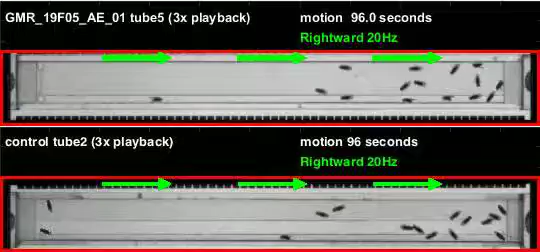 GMR_19F05_AE_01 tube5 (3x playback)
motion  96.0 seconds
Rightward 20Hz
control tube2 (3x playback)
motion 96 seconds
Rightward 20Hz